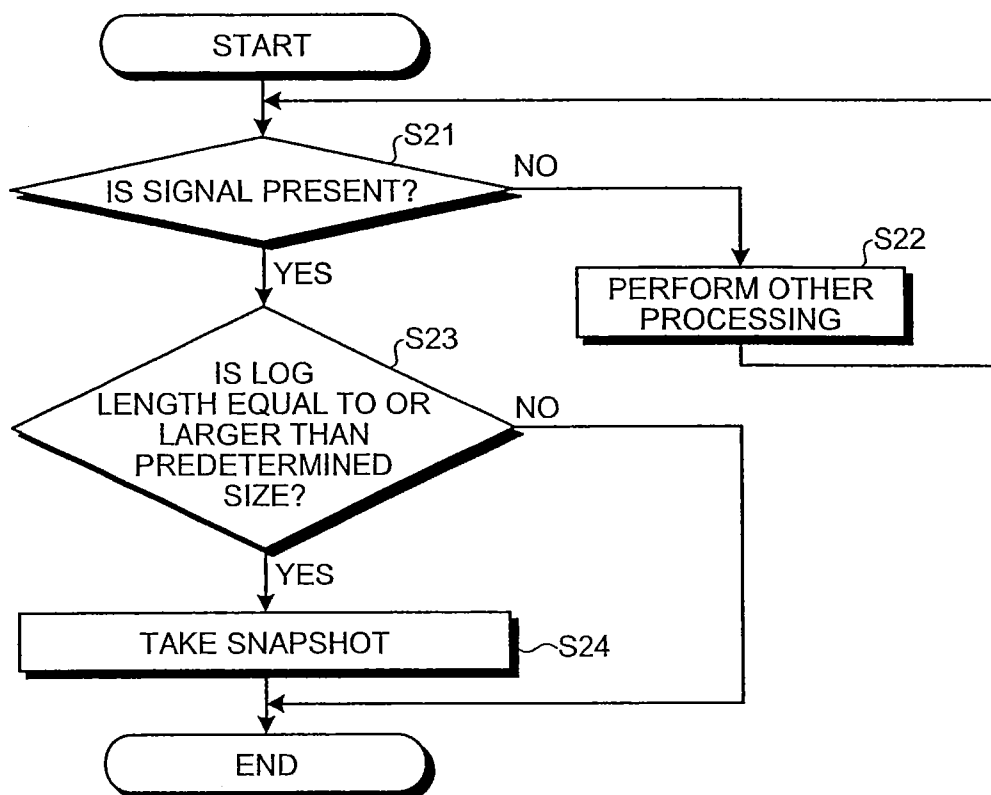 START
S21
IS SIGNAL PRESENT?
NO
YES
S22
PERFORM OTHER
PROCESSING
S23
IS LOG
LENGTH EQUAL TO OR
LARGER THAN
PREDETERMINED
SIZE?
NO
YES
TAKE SNAPSHOT
S24
END